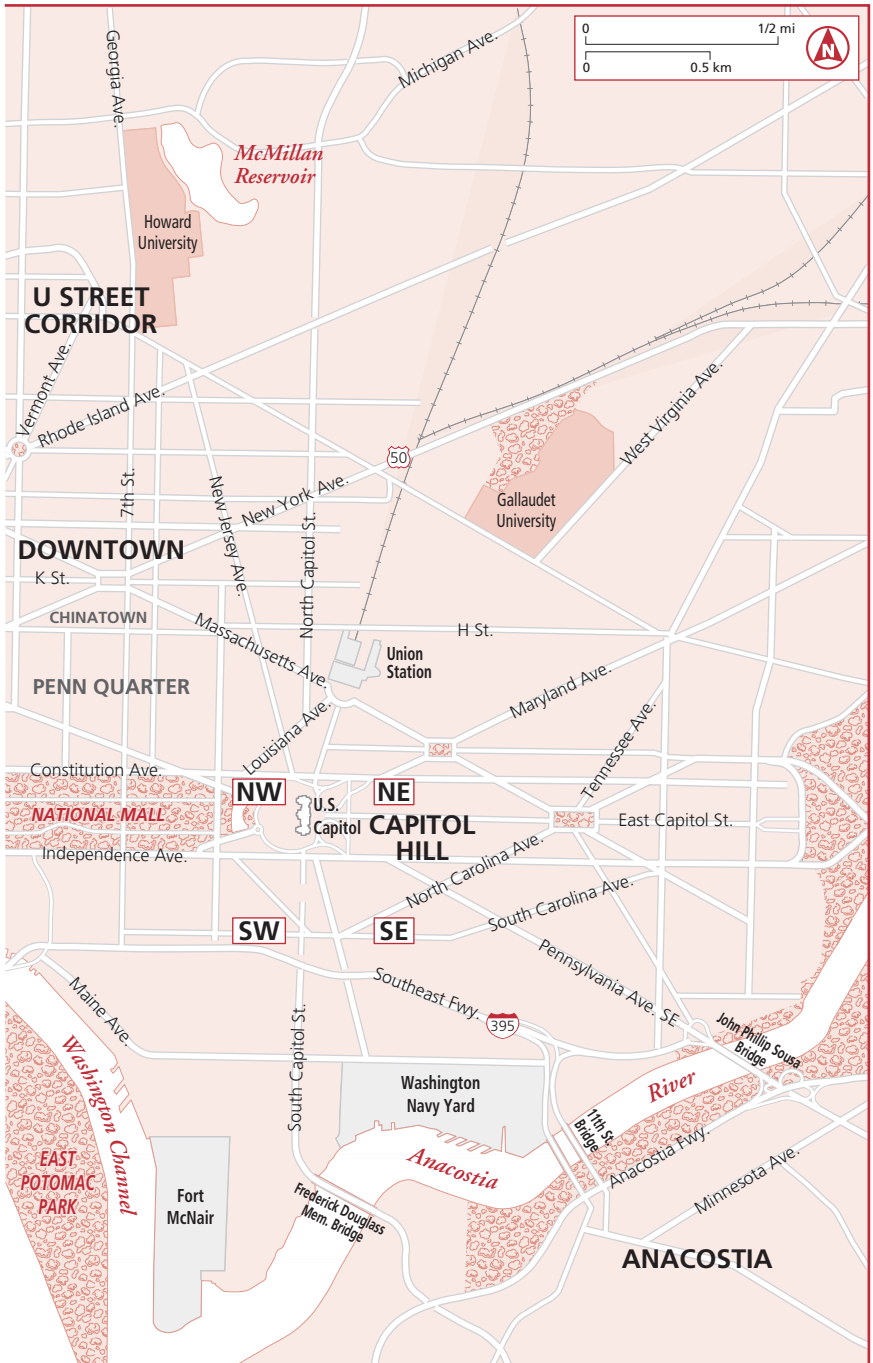 0
1/2 mi
0
0.5 km
N
Georgia Ave.
Michigan Ave.
McMillan
Reservoir
Howard
University
U STREET
CORRIDOR
Vermont Ave.
Rhode Island Ave.
West Virginia Ave.
50
7th St.
New Jersey Ave.
New York Ave.
North Capitol St.
Gallaudet
University
DOWNTOWN
K St.
CHINATOWN
Massachusetts Ave.
H St.
Union
Station
PENN QUARTER
Maryland Ave.
Louisiana Ave.
Tennessee Ave.
Constitution Ave.
NW
NE
NATIONAL MALL
U.S.
Capitol
CAPITOL
HILL
East Capitol St.
Independence Ave.
North Carolina Ave.
South Carolina Ave.
SW
SE
Pennsylvania Ave. SE
Southeast Fwy.
395
Maine Ave.
South Capitol St.
John Phillip Sousa
Bridge
Washington Channel
Washington
Navy Yard
River
11th St.
Bridge
Anacostia
Anacostia Fwy.
Minnesota Ave.
EAST
POTOMAC
PARK
Fort
McNair
Frederick Douglass
Mem. Bridge
ANACOSTIA